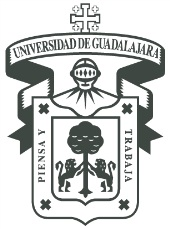 UNIVERSIDAD DE GUADALAJARA
PIENSA Y
TRABAJA